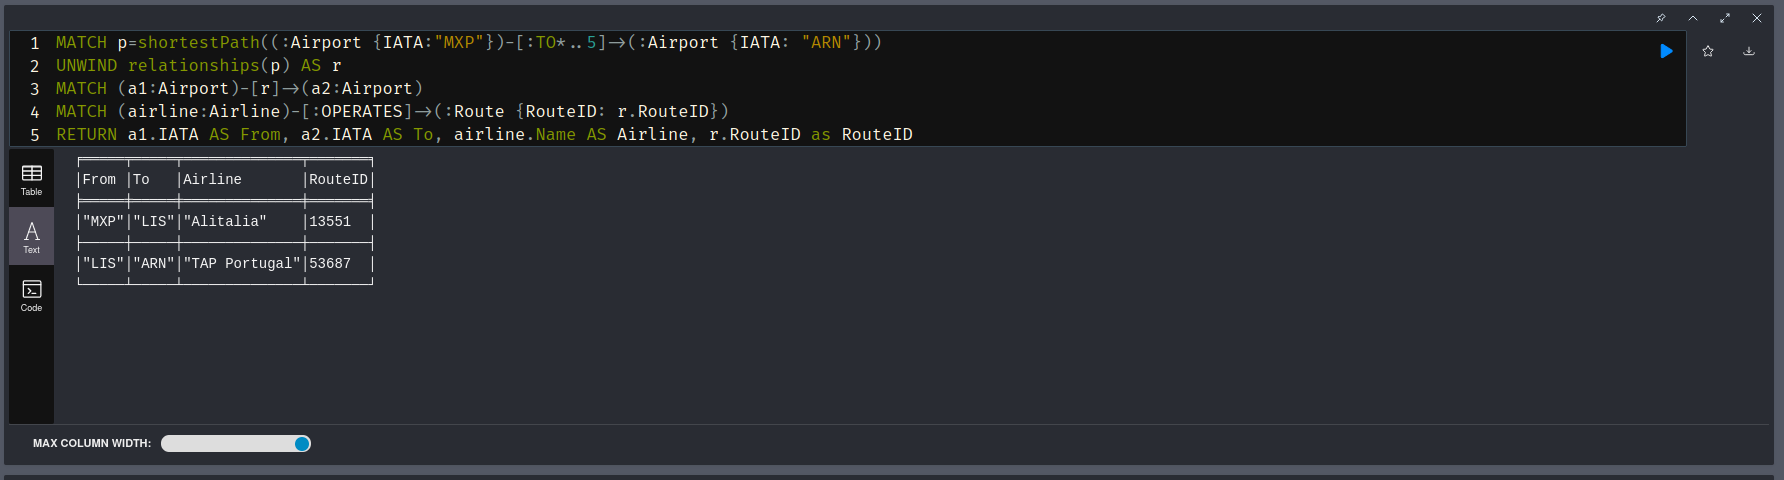 1 MATCH p=shortestPath((:Airport {IATA:"MXP"})-[:TO*..5]->(:Airport {IATA: "ARN"}))
2 UNWIND relationships(p) AS r
3 MATCH (a1:Airport)-[r]->(a2:Airport)
4 MATCH (airline:Airline)-[:OPERATES]->(:Route {RouteID: r.RouteID})
5 RETURN a1.IATA AS From, a2.IATA AS To, airline.Name AS Airline, r.RouteID as RouteID
Table
Text
Code
│From │To │Airline │RouteID│
│"MXP"│"LIS"│"Alitalia" │13551 │
│"LIS"│"ARN"│"TAP Portugal"│53687 │
MAX COLUMN WIDTH: